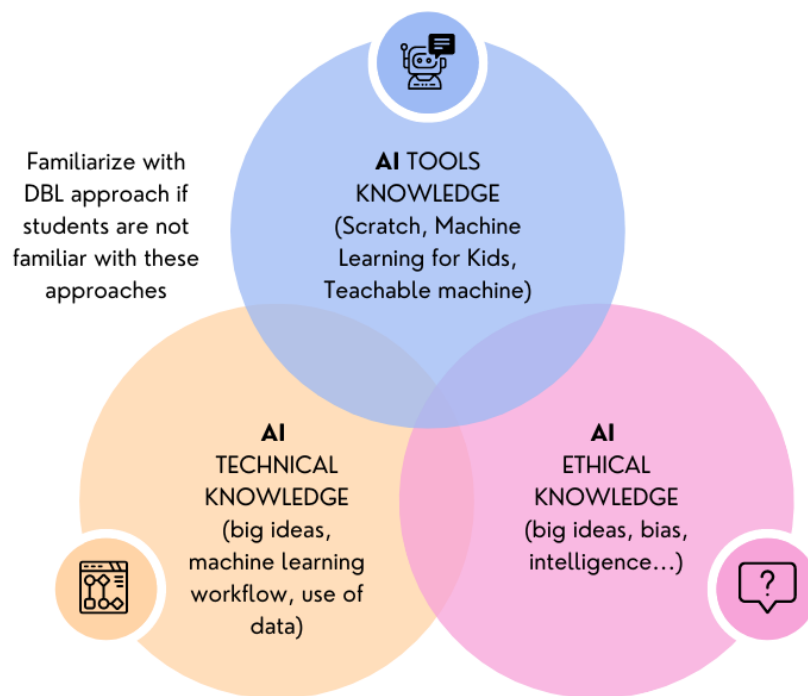 Familiarize with
DBL approach if
students are not
familiar with these
approaches
AI TOOLS
KNOWLEDGE
(Scratch, Machine
Learning for Kids,
Teachable machine)
AI
TECHNICAL
KNOWLEDGE
(big ideas,
machine learning
workflow, use of
data)
AI
ETHICAL
KNOWLEDGE
(big ideas, bias,
intelligence...)
?